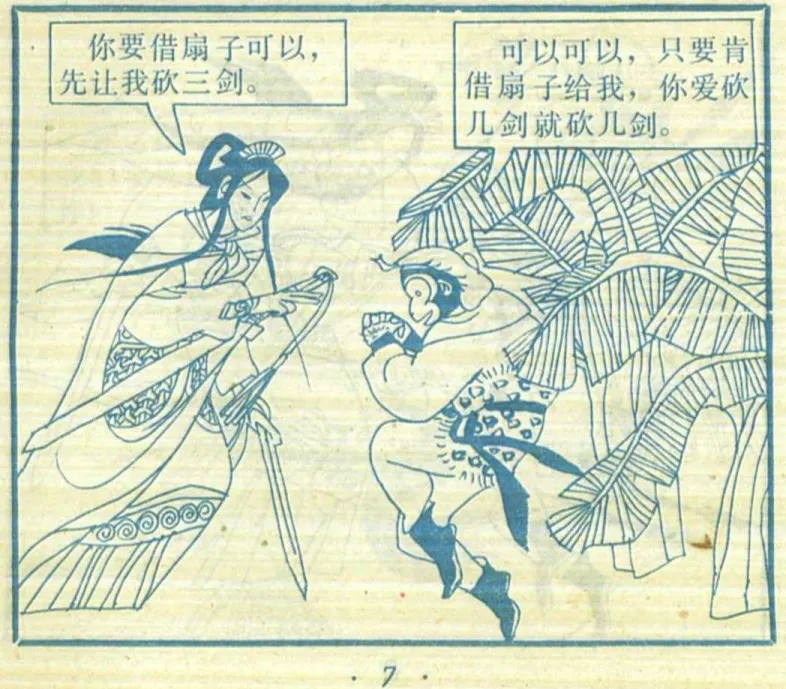 你要借扇子可以，
先让我砍三剑。
可以可以，只要肯
借扇子给我，你爱砍
几剑就砍几剑。
· 7 ·